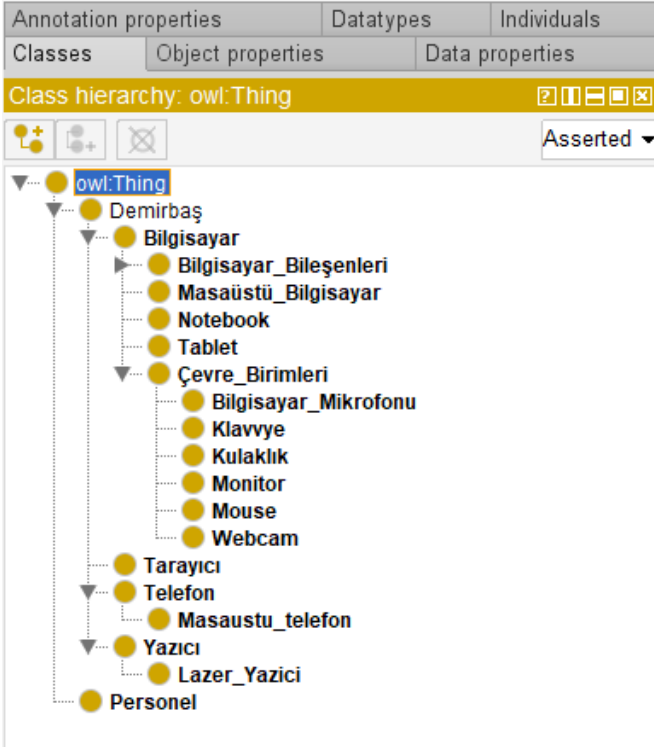 Annotation properties Datatypes Individuals
Classes Object properties Data properties
Class hierarchy: owl:Thing
Asserted
owl:Thing
Demirbaş
Bilgisayar
Bilgisayar_Bileşenleri
Masaüstü_Bilgisayar
Notebook
Tablet
Çevre_Birimleri
Bilgisayar_Mikrofonu
Klavvye
Kulaklık
Monitor
Mouse
Webcam
Tarayıcı
Telefon
Masaustu_telefon
Yazıcı
Lazer_Yazici
Personel